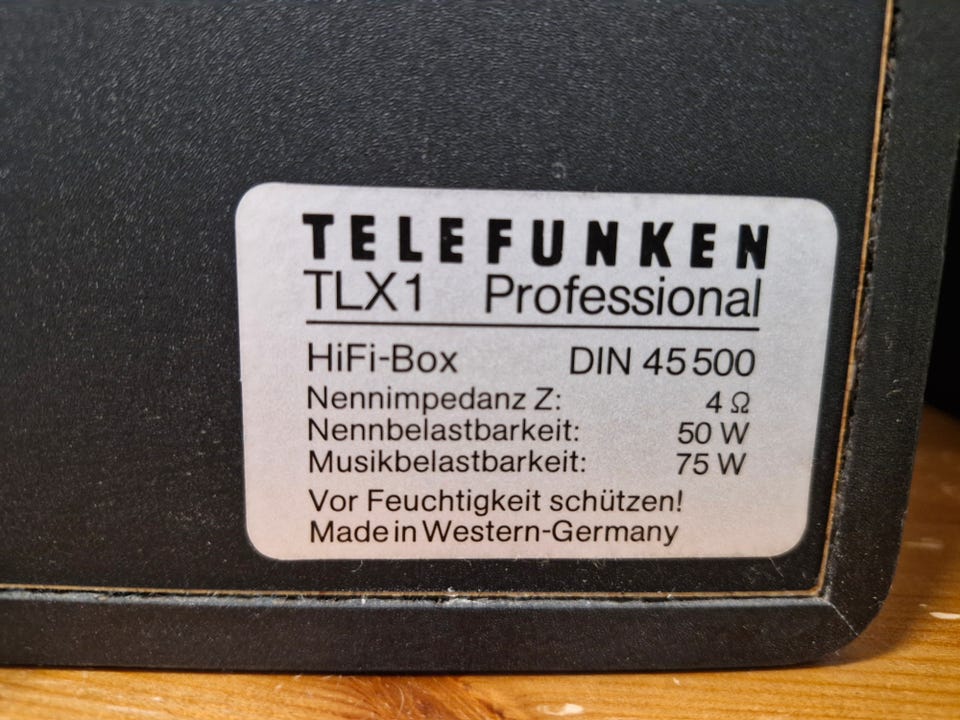 TELEFUNKEN
TLX1 Professional
HiFi-Box DIN 45500
Nennimpedanz Z: 4 Ω
Nennbelastbarkeit: 50 W
Musikbelastbarkeit: 75 W
Vor Feuchtigkeit schützen!
Made in Western-Germany